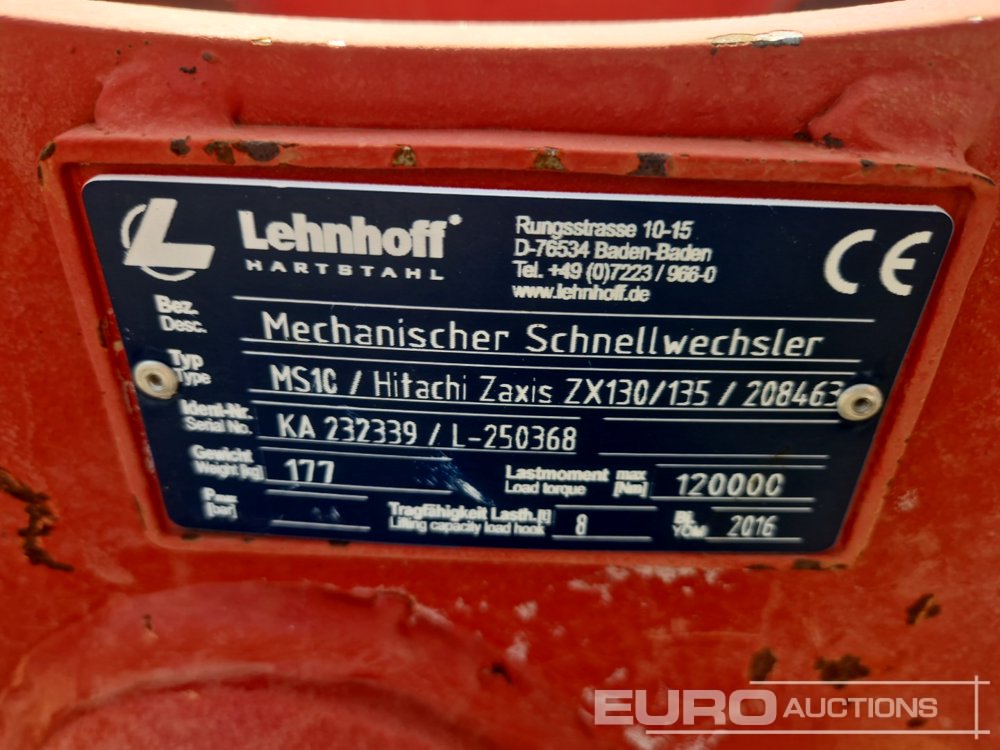 Lehnhoff
HARTSTAHL
Rungsstrasse 10-15
D-76534 Baden-Baden
Tel. +49 (0)7223 / 966-0
www.lehnhoff.de
CE
Bez.
Desc.
Mechanischer Schnellwechsler
Typ
Type
MS10 / Hitachi Zaxis ZX130/135 / 208463
Ident-Nr.
Serial No.
KA 232339 / L-250368
Gewicht
Weight [kg]
177
Lastmoment max
Load torque [Nm]
120000
P max
[bar]
Tragfähigkeit Lasth. [t]
Lifting capacity load hook
8
Bj.
YOM
2016
EURO AUCTIONS